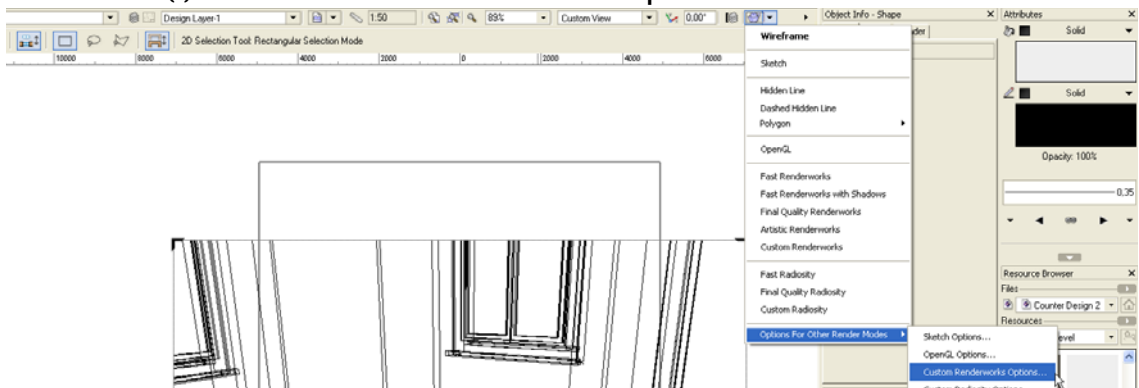 Design Layer-1
1:50
89%
Custom View
0.00°
Object Info - Shape
Attributes
2D Selection Tool: Rectangular Selection Mode
Solid
10000
8000
6000
4000
2000
0
2000
4000
6000
Solid
Opacity: 100%
0.35
Wireframe
Sketch
Hidden Line
Dashed Hidden Line
Polygon
OpenGL
Fast Renderworks
Fast Renderworks with Shadows
Final Quality Renderworks
Artistic Renderworks
Custom Renderworks
Fast Radiosity
Final Quality Radiosity
Custom Radiosity
Options For Other Render Modes
Sketch Options...
OpenGL Options...
Custom Renderworks Options...
Resource Browser
Files
Counter Design 2
Resources